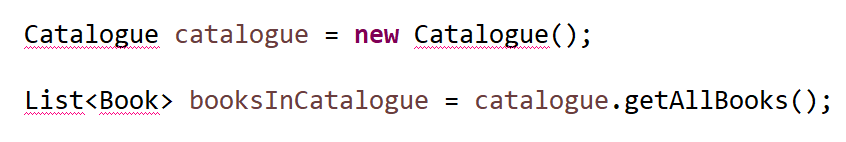 Catalogue catalogue = new Catalogue();
List<Book> booksInCatalogue = catalogue.getAllBooks();